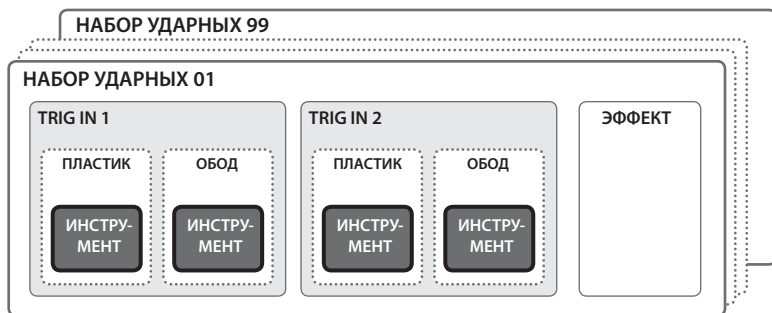 НАБОР УДАРНЫХ 99
НАБОР УДАРНЫХ 01
TRIG IN 1
ПЛАСТИК
ОБОД
ИНСТРУ-
МЕНТ
ИНСТРУ-
МЕНТ
TRIG IN 2
ПЛАСТИК
ОБОД
ИНСТРУ-
МЕНТ
ИНСТРУ-
МЕНТ
ЭФФЕКТ